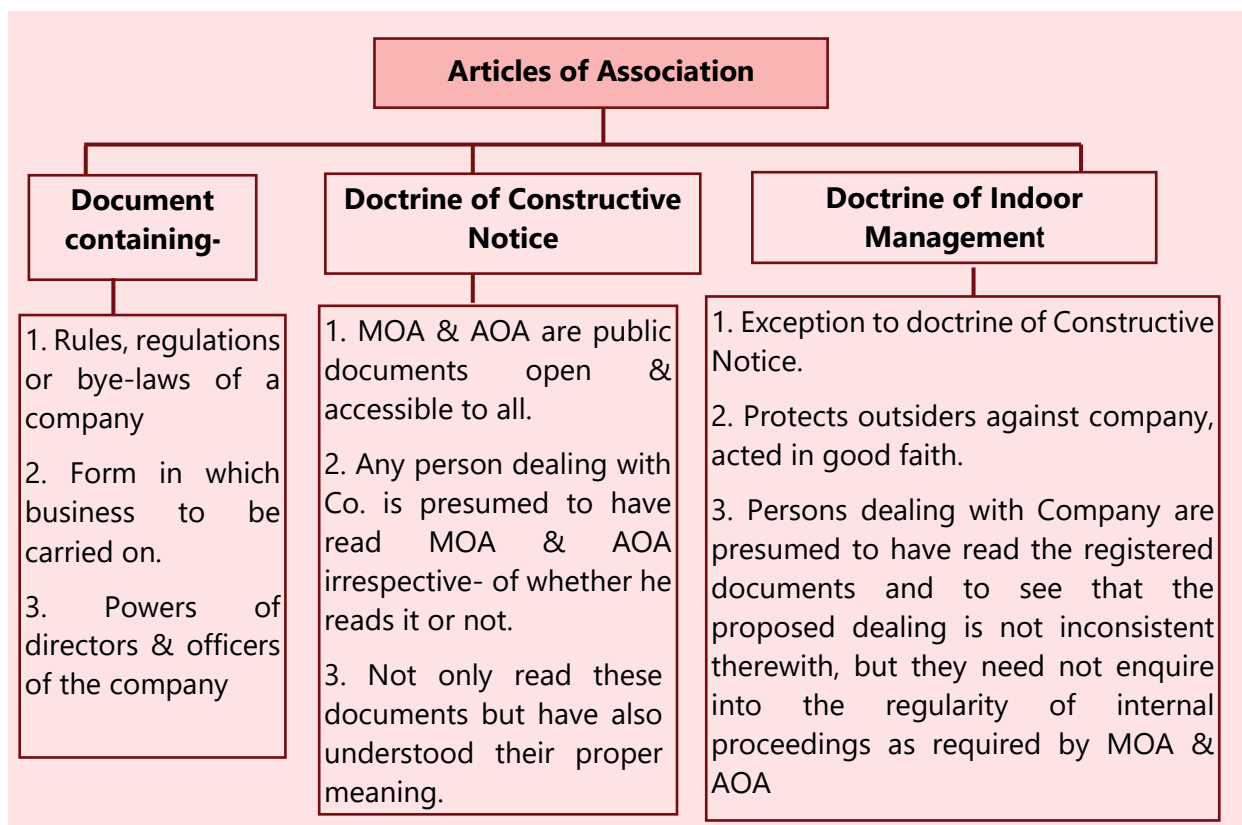 Articles of Association
Document
containing-
1. Rules, regulations
or bye-laws of a
company
2. Form in which
business to be
carried on.
3. Powers of
directors & officers
of the company
Doctrine of Constructive
Notice
1. MOA & AOA are public
documents open &
accessible to all.
2. Any person dealing with
Co. is presumed to have
read MOA & AOA
irrespective- of whether he
reads it or not.
3. Not only read these
documents but have also
understood their proper
meaning.
Doctrine of Indoor
Management
1. Exception to doctrine of Constructive
Notice.
2. Protects outsiders against company,
acted in good faith.
3. Persons dealing with Company are
presumed to have read the registered
documents and to see that the
proposed dealing is not inconsistent
therewith, but they need not enquire
into the regularity of internal
proceedings as required by MOA &
AOA